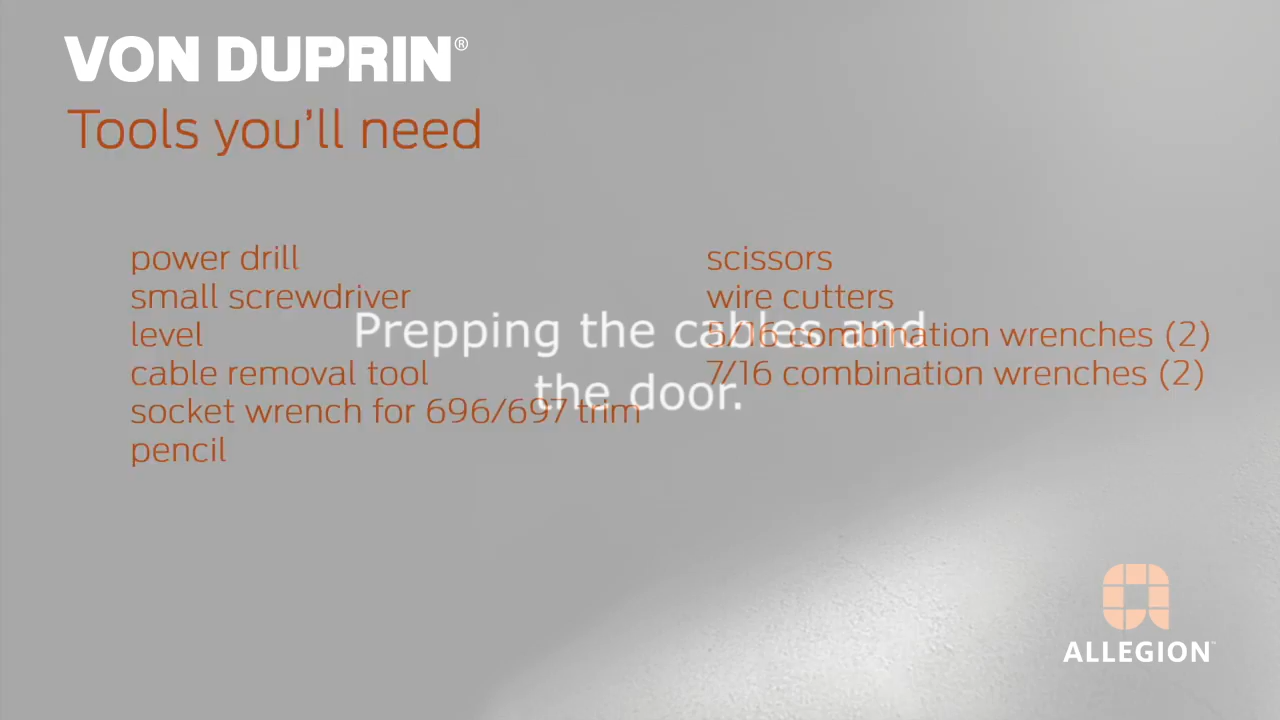 VON DUPRIN®
Tools you'll need
power drill
small screwdriver
level
cable removal tool
socket wrench for 696/697 trim
pencil
scissors
wire cutters
5/16 combination wrenches (2)
7/16 combination wrenches (2)
Prepping the cables and
the door.
ALLEGION™